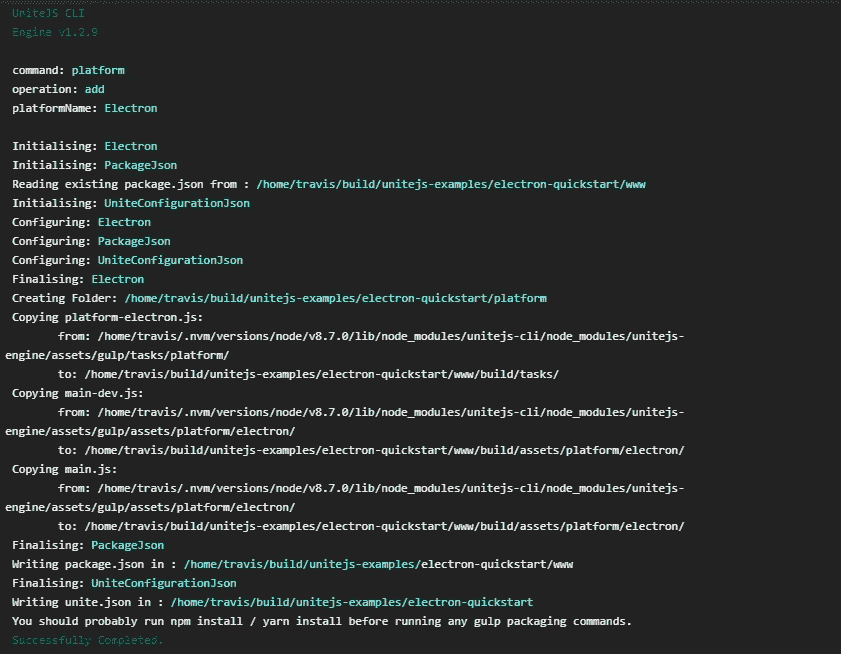 UniteJS CLI
Engine v1.2.9
command: platform
operation: add
platformName: Electron
Initialising: Electron
Initialising: PackageJson
Reading existing package.json from : /home/travis/build/unitejs-examples/electron-quickstart/www
Initialising: UniteConfigurationJson
Configuring: Electron
Configuring: PackageJson
Configuring: UniteConfigurationJson
Finalising: Electron
Creating Folder: /home/travis/build/unitejs-examples/electron-quickstart/platform
Copying platform-electron.js:
from: /home/travis/.nvm/versions/node/v8.7.0/lib/node_modules/unitejs-cli/node_modules/unitejs-
engine/assets/gulp/tasks/platform/
to: /home/travis/build/unitejs-examples/electron-quickstart/www/build/tasks/
Copying main-dev.js:
from: /home/travis/.nvm/versions/node/v8.7.0/lib/node_modules/unitejs-cli/node_modules/unitejs-
engine/assets/gulp/assets/platform/electron/
to: /home/travis/build/unitejs-examples/electron-quickstart/www/build/assets/platform/electron/
Copying main.js:
from: /home/travis/.nvm/versions/node/v8.7.0/lib/node_modules/unitejs-cli/node_modules/unitejs-
engine/assets/gulp/assets/platform/electron/
to: /home/travis/build/unitejs-examples/electron-quickstart/www/build/assets/platform/electron/
Finalising: PackageJson
Writing package.json in : /home/travis/build/unitejs-examples/electron-quickstart/www
Finalising: UniteConfigurationJson
Writing unite.json in : /home/travis/build/unitejs-examples/electron-quickstart
You should probably run npm install / yarn install before running any gulp packaging commands.
Successfully Completed.